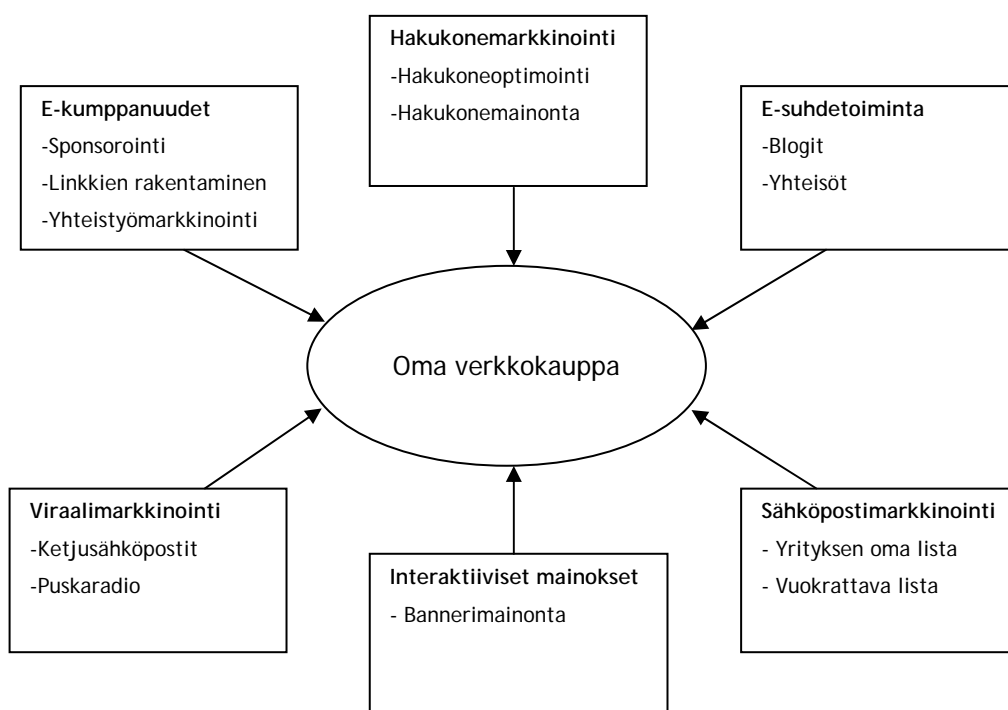 Hakukonemarkkinointi
-Hakukoneoptimointi
-Hakukonemainonta
E-kumppanuudet
-Sponsorointi
-Linkkien rakentaminen
-Yhteistyömarkkinointi
E-suhdetoiminta
-Blogit
-Yhteisöt
Oma verkkokauppa
Viraalimarkkinointi
-Ketjusähköpostit
-Puskaradio
Interaktiiviset mainokset
- Bannerimainonta
Sähköpostimarkkinointi
- Yrityksen oma lista
- Vuokrattava lista